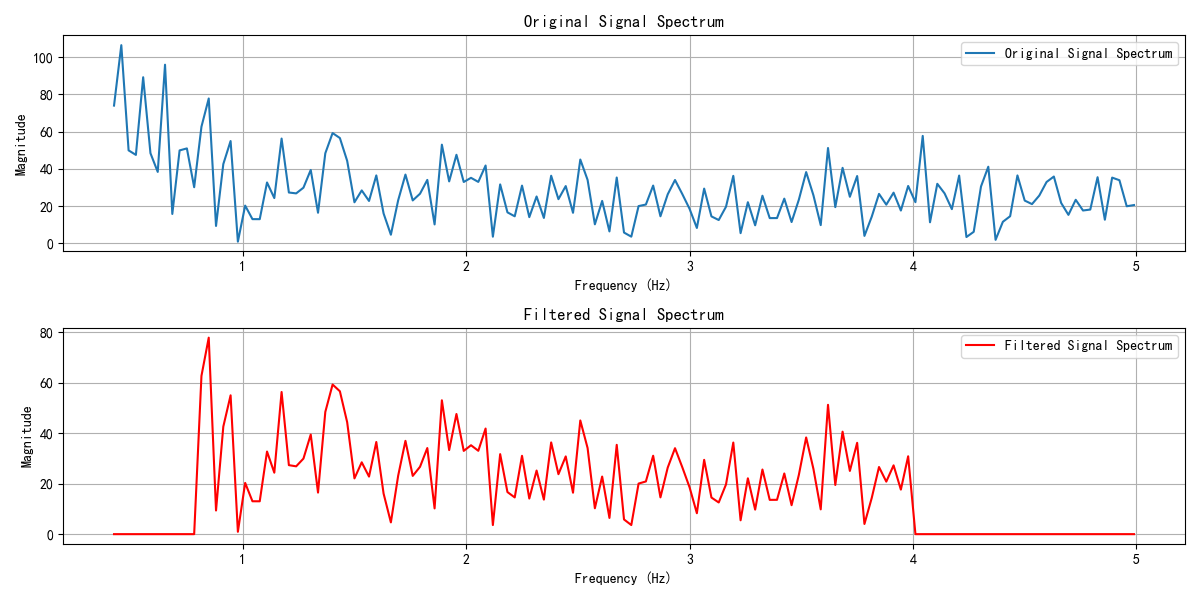 Original Signal Spectrum
Original Signal Spectrum
Magnitude
100
80
60
40
20
0
1 2 3 4 5
Frequency (Hz)
Filtered Signal Spectrum
Filtered Signal Spectrum
Magnitude
80
60
40
20
0
1 2 3 4 5
Frequency (Hz)